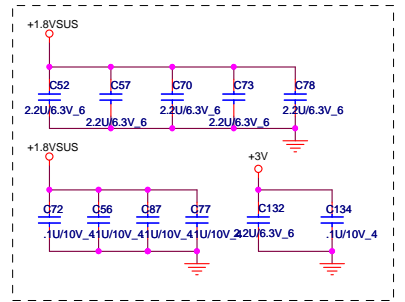 +1.8VSUS
C52 C57 C70 C73 C78
2.2U/6.3V_6 2.2U/6.3V_6 2.2U/6.3V_6 2.2U/6.3V_6 2.2U/6.3V_6
+1.8VSUS +3V
C72 C56 C87 C77 C132 C134
.1U/10V_4 .1U/10V_4 .1U/10V_4 .1U/10V_4 2.2U/6.3V_6 .1U/10V_4